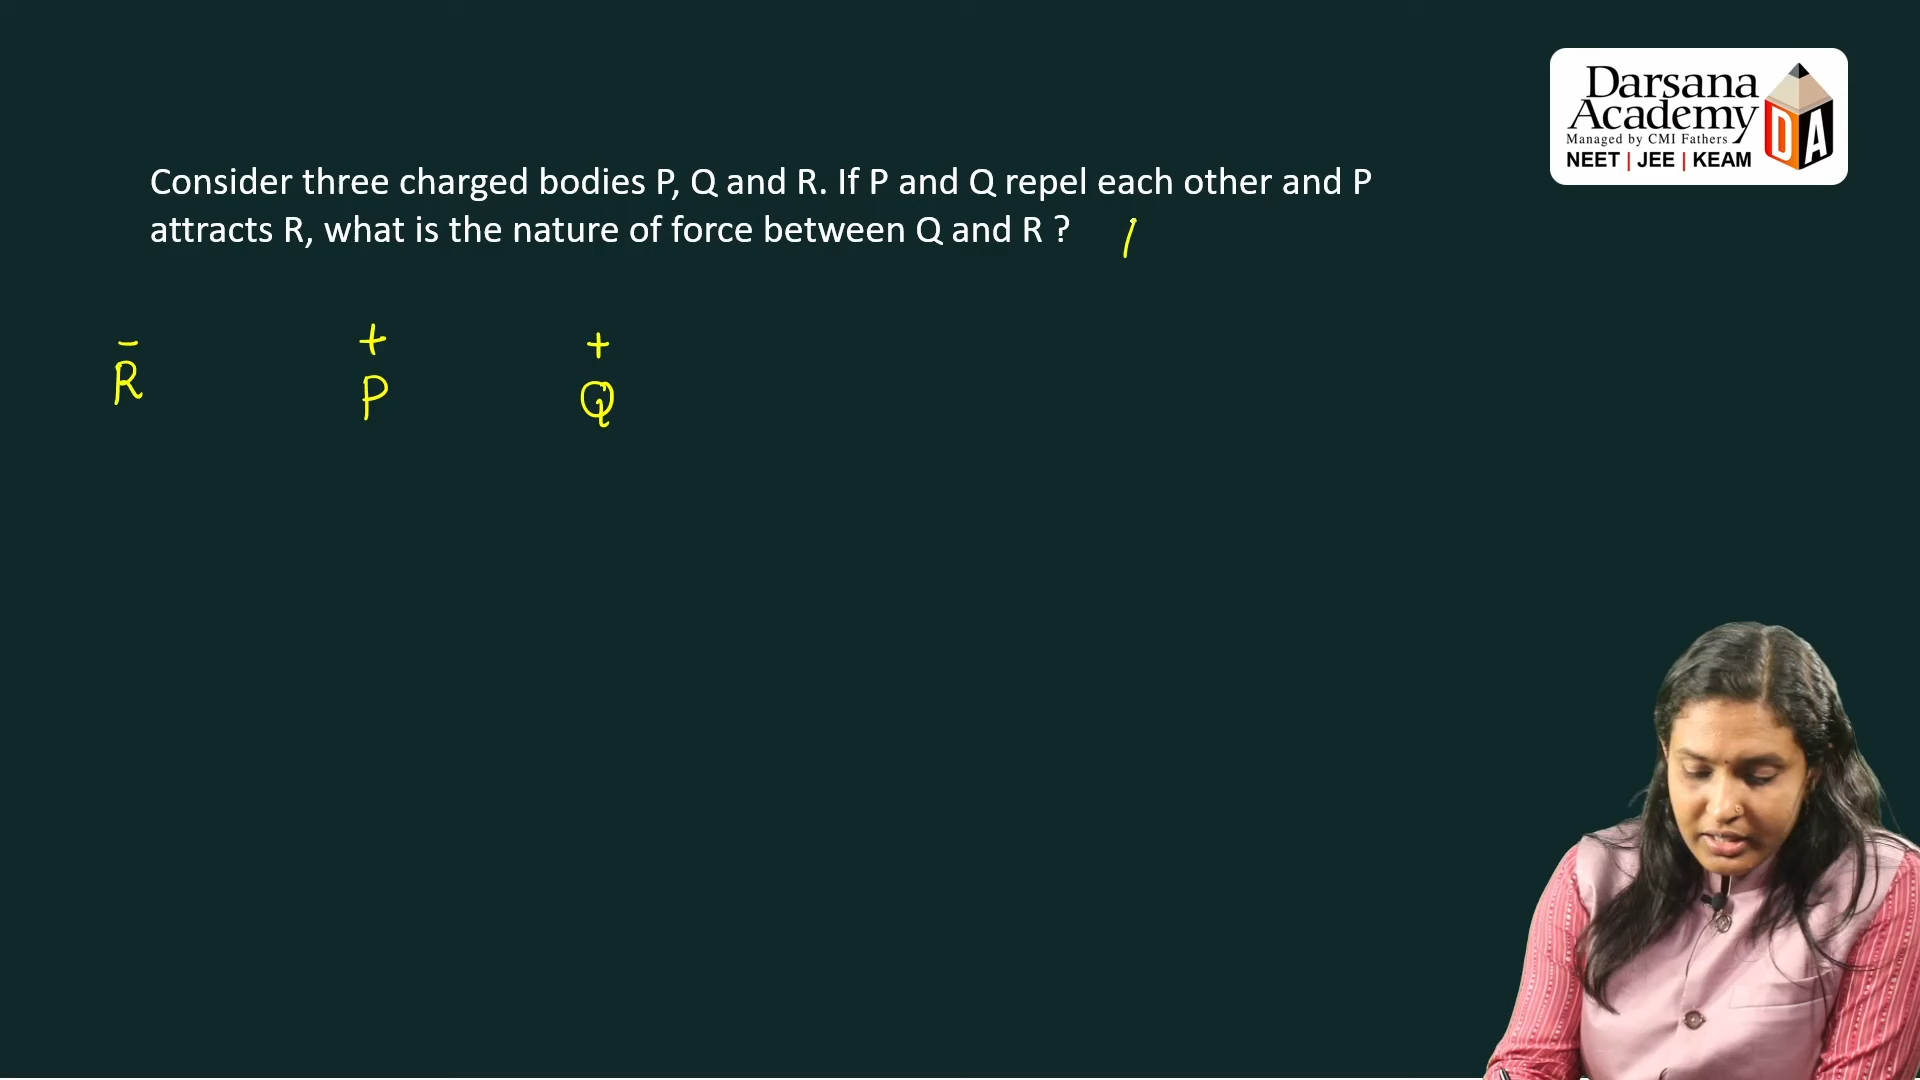 Darsana
Academy
Managed by CMI Fathers
NEET | JEE | KEAM
DA
Consider three charged bodies P, Q and R. If P and Q repel each other and P
attracts R, what is the nature of force between Q and R ?
- + +
R P Q